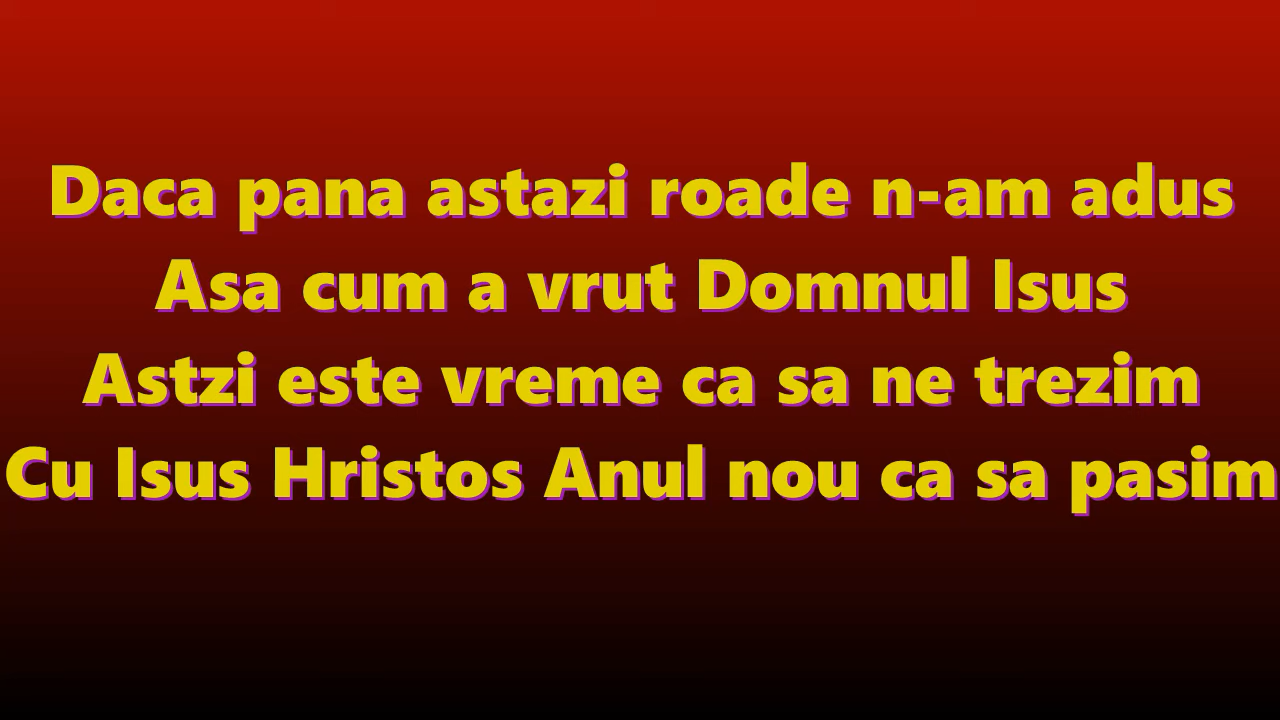 Daca pana astazi roade n-am adus
Asa cum a vrut Domnul Isus
Astzi este vreme ca sa ne trezim
Cu Isus Hristos Anul nou ca sa pasim